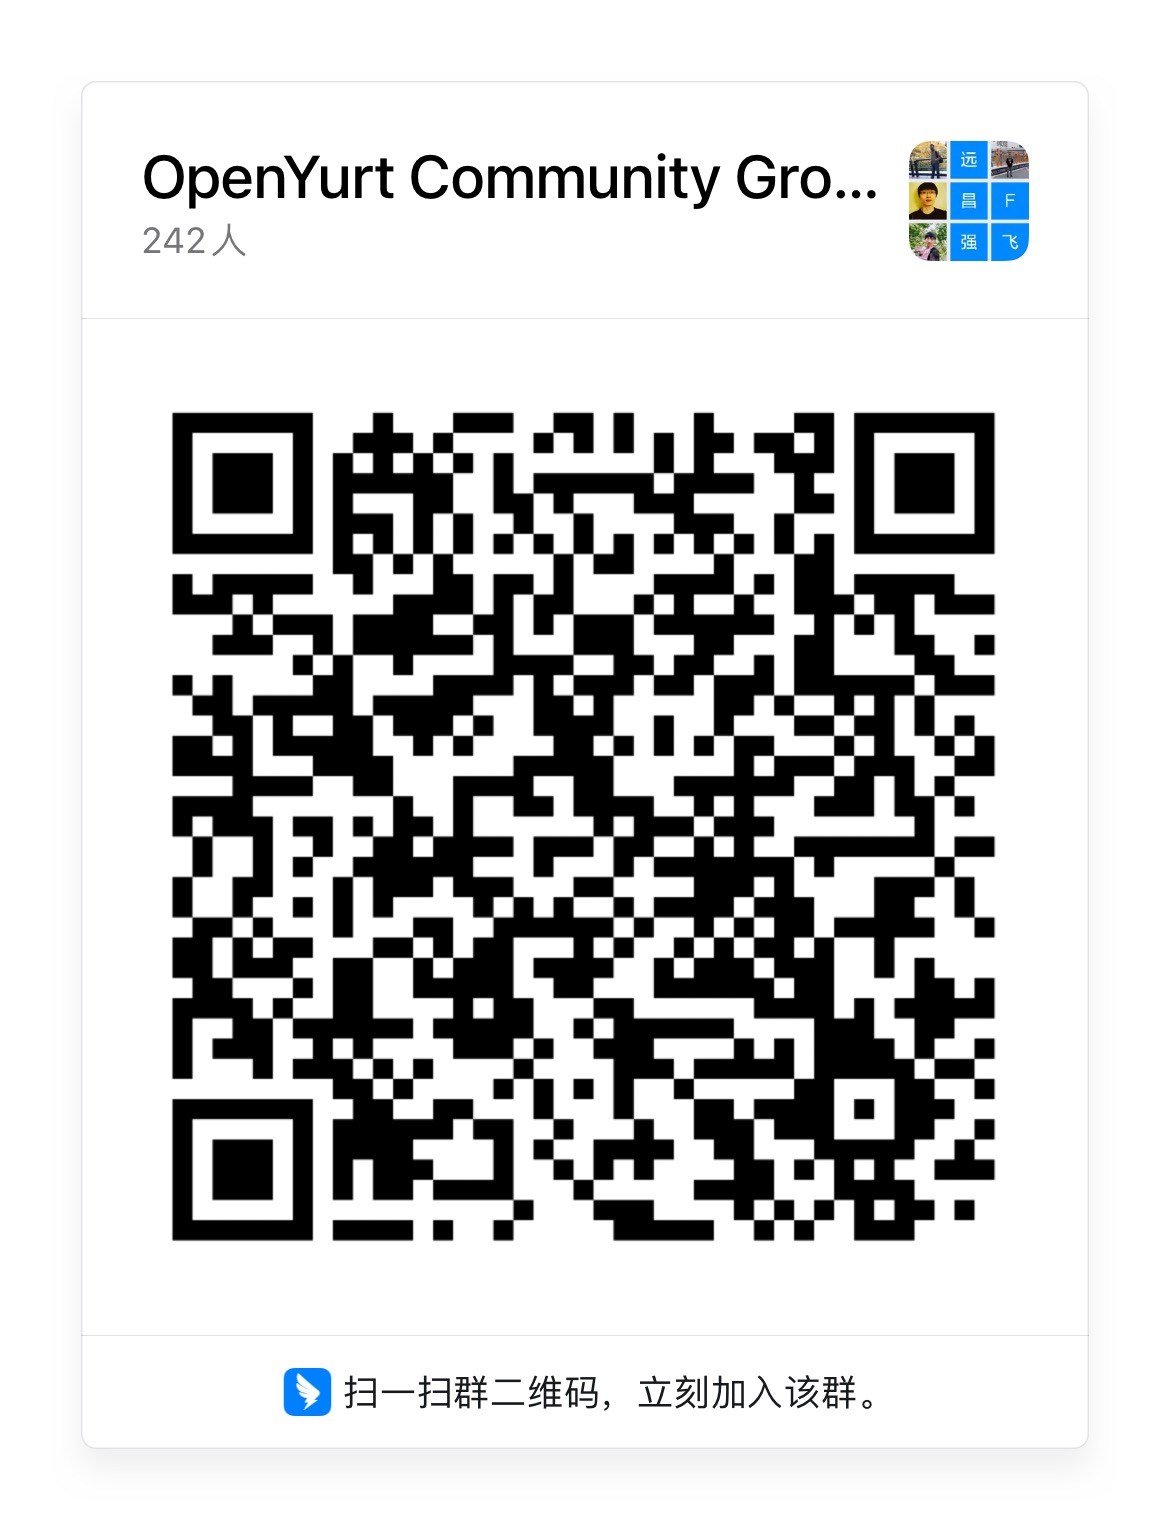 OpenYurt Community Gro...
242人
远
昌 F
强 飞
扫一扫群二维码，立刻加入该群。